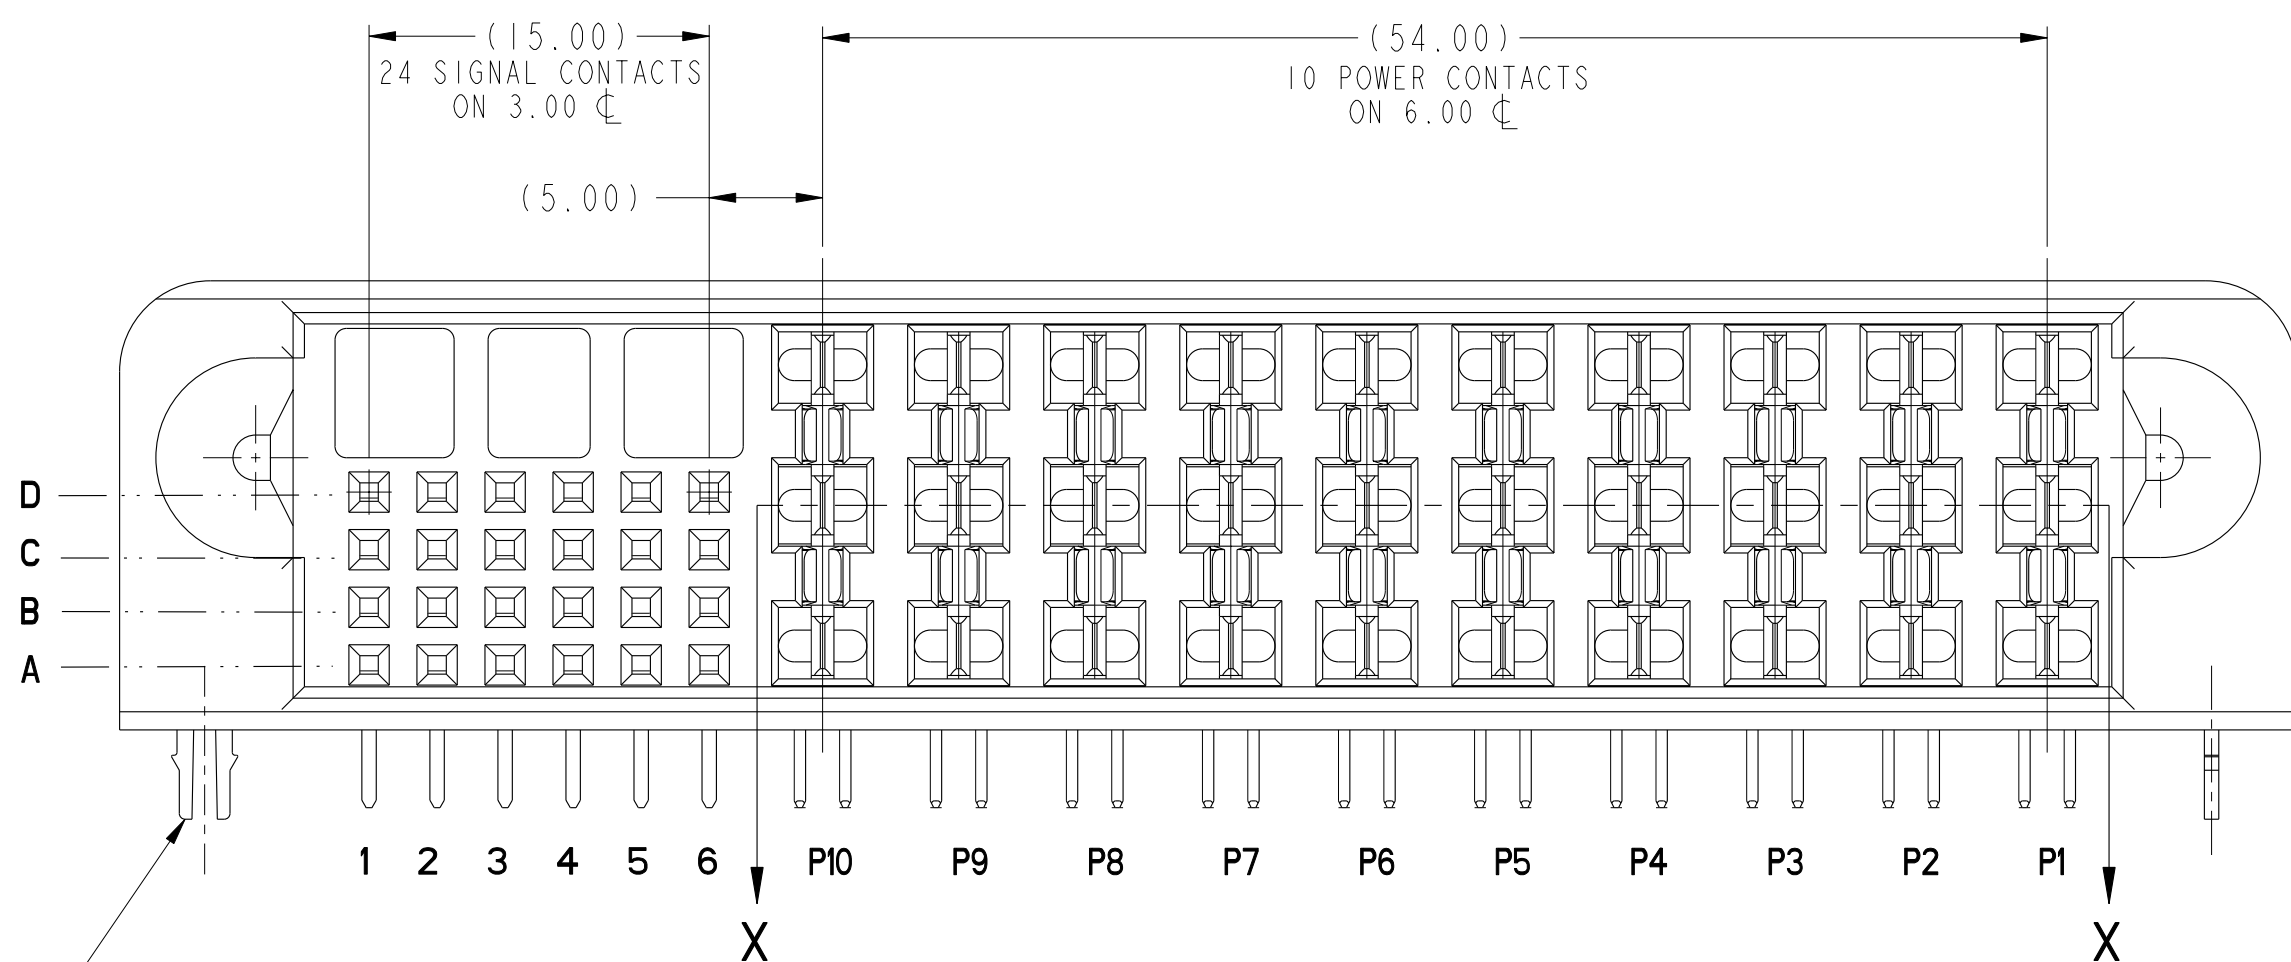 (15.00)
24 SIGNAL CONTACTS
ON 3.00 ℄
(54.00)
10 POWER CONTACTS
ON 6.00 ℄
(5.00)
D
C
B
A
1 2 3 4 5 6 P10 P9 P8 P7 P6 P5 P4 P3 P2 P1
X X